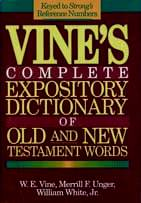 Keyed to Strong's
Reference Numbers
VINE'S
COMPLETE
EXPOSITORY
DICTIONARY
OF
OLD AND NEW
TESTAMENT WORDS
W. E. Vine, Merrill F. Unger,
William White, Jr.